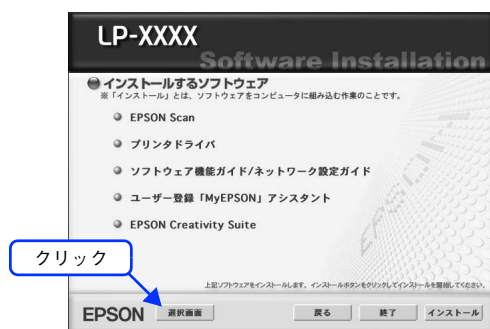 LP-XXXX
Software Installation
インストールするソフトウェア
※「インストール」とは、ソフトウェアをコンピュータに組み込む作業のことです。
EPSON Scan
プリンタドライバ
ソフトウェア機能ガイド/ネットワーク設定ガイド
ユーザー登録「MyEPSON」アシスタント
EPSON Creativity Suite
クリック
上記ソフトウェアをインストールします。インストールボタンをクリックしてインストールを開始してください。
EPSON 選択画面 戻る 終了 インストール
EPSON